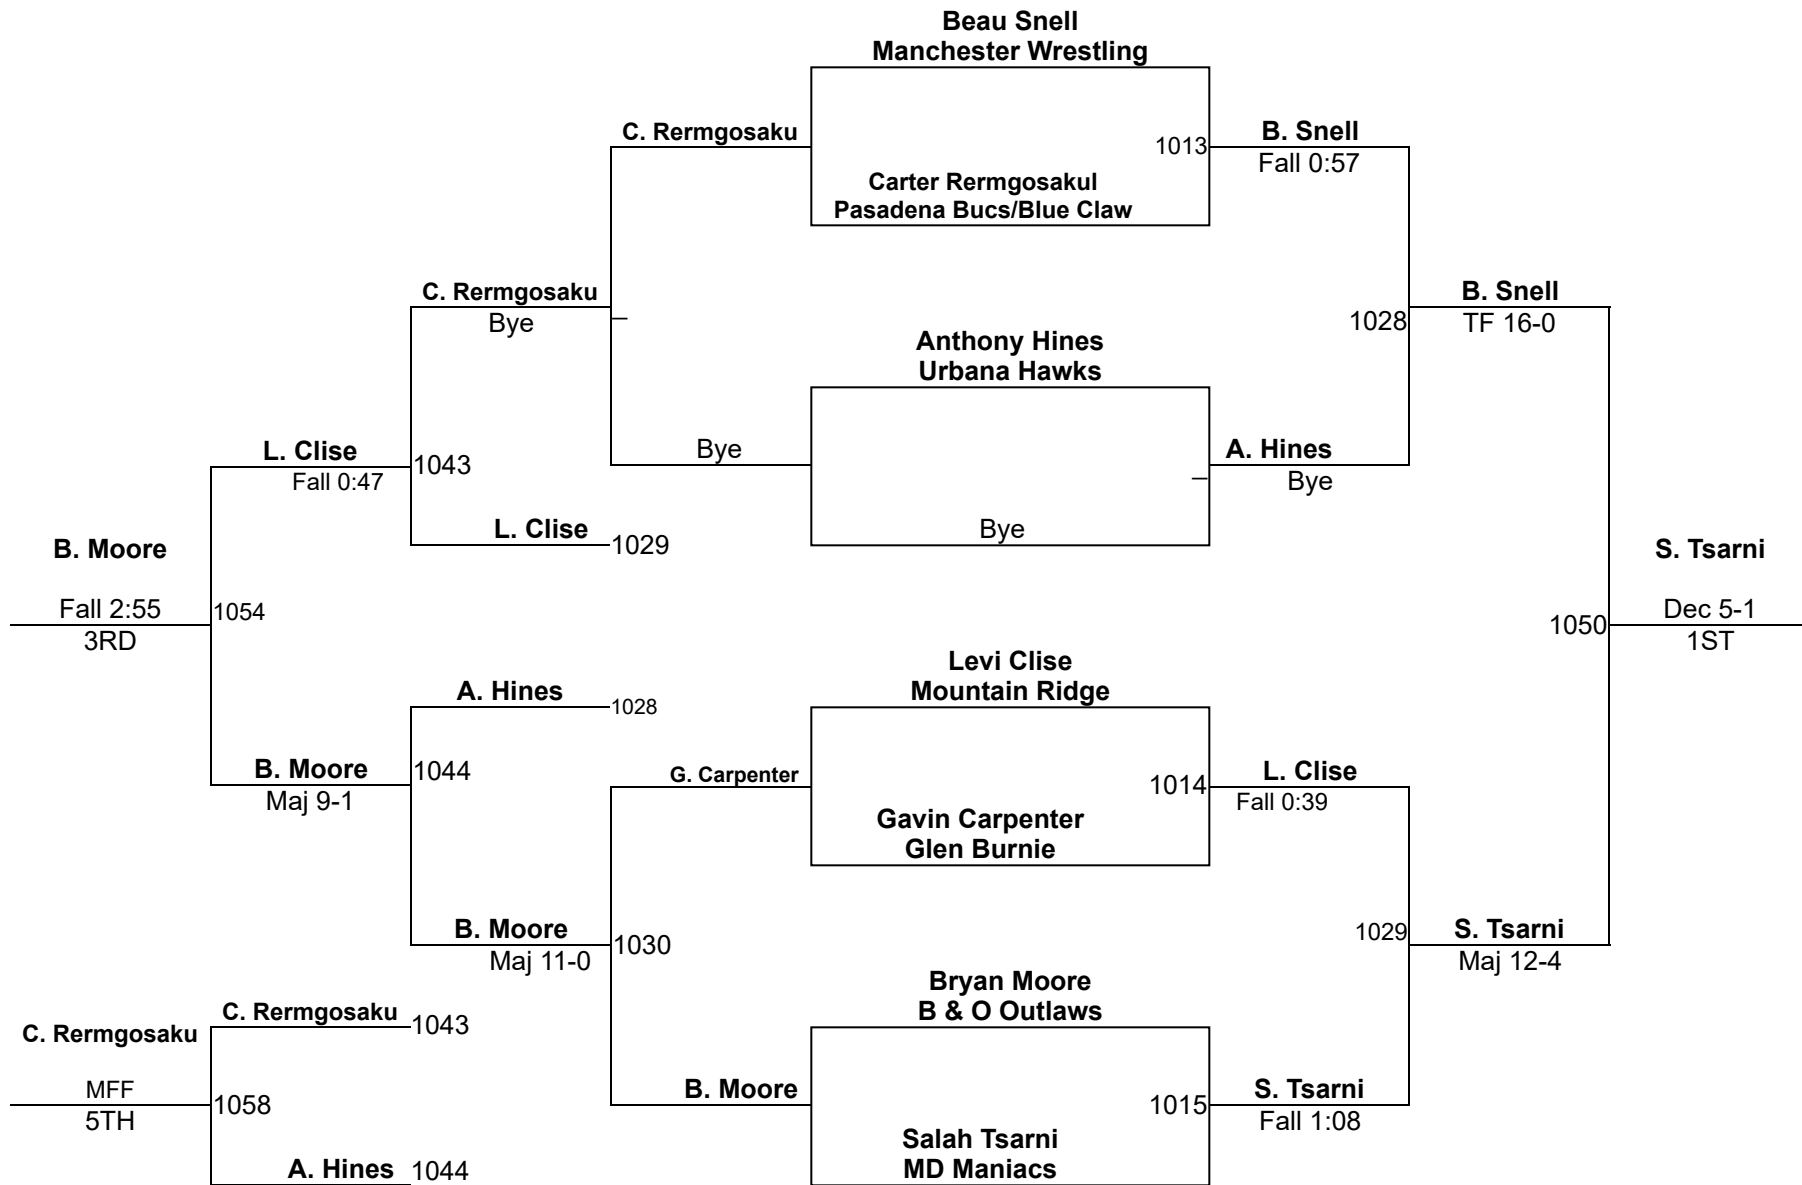 Beau Snell
Manchester Wrestling
C. Rermgosaku
1013
B. Snell
Fall 0:57
Carter Rermgosakul
Pasadena Bucs/Blue Claw
C. Rermgosaku
Bye
–
1028
B. Snell
TF 16-0
Anthony Hines
Urbana Hawks
L. Clise
Fall 0:47
1043
Bye
A. Hines
Bye
–
L. Clise
1029
Bye
B. Moore
Fall 2:55
3RD
1054
1050
S. Tsarni
Dec 5-1
1ST
Levi Clise
Mountain Ridge
A. Hines
1028
B. Moore
Maj 9-1
1044
G. Carpenter
1014
L. Clise
Fall 0:39
Gavin Carpenter
Glen Burnie
B. Moore
Maj 11-0
1030
1029
S. Tsarni
Maj 12-4
Bryan Moore
B & O Outlaws
C. Rermgosaku
1043
C. Rermgosaku
MFF
5TH
1058
B. Moore
1015
S. Tsarni
Fall 1:08
Salah Tsarni
MD Maniacs
A. Hines
1044